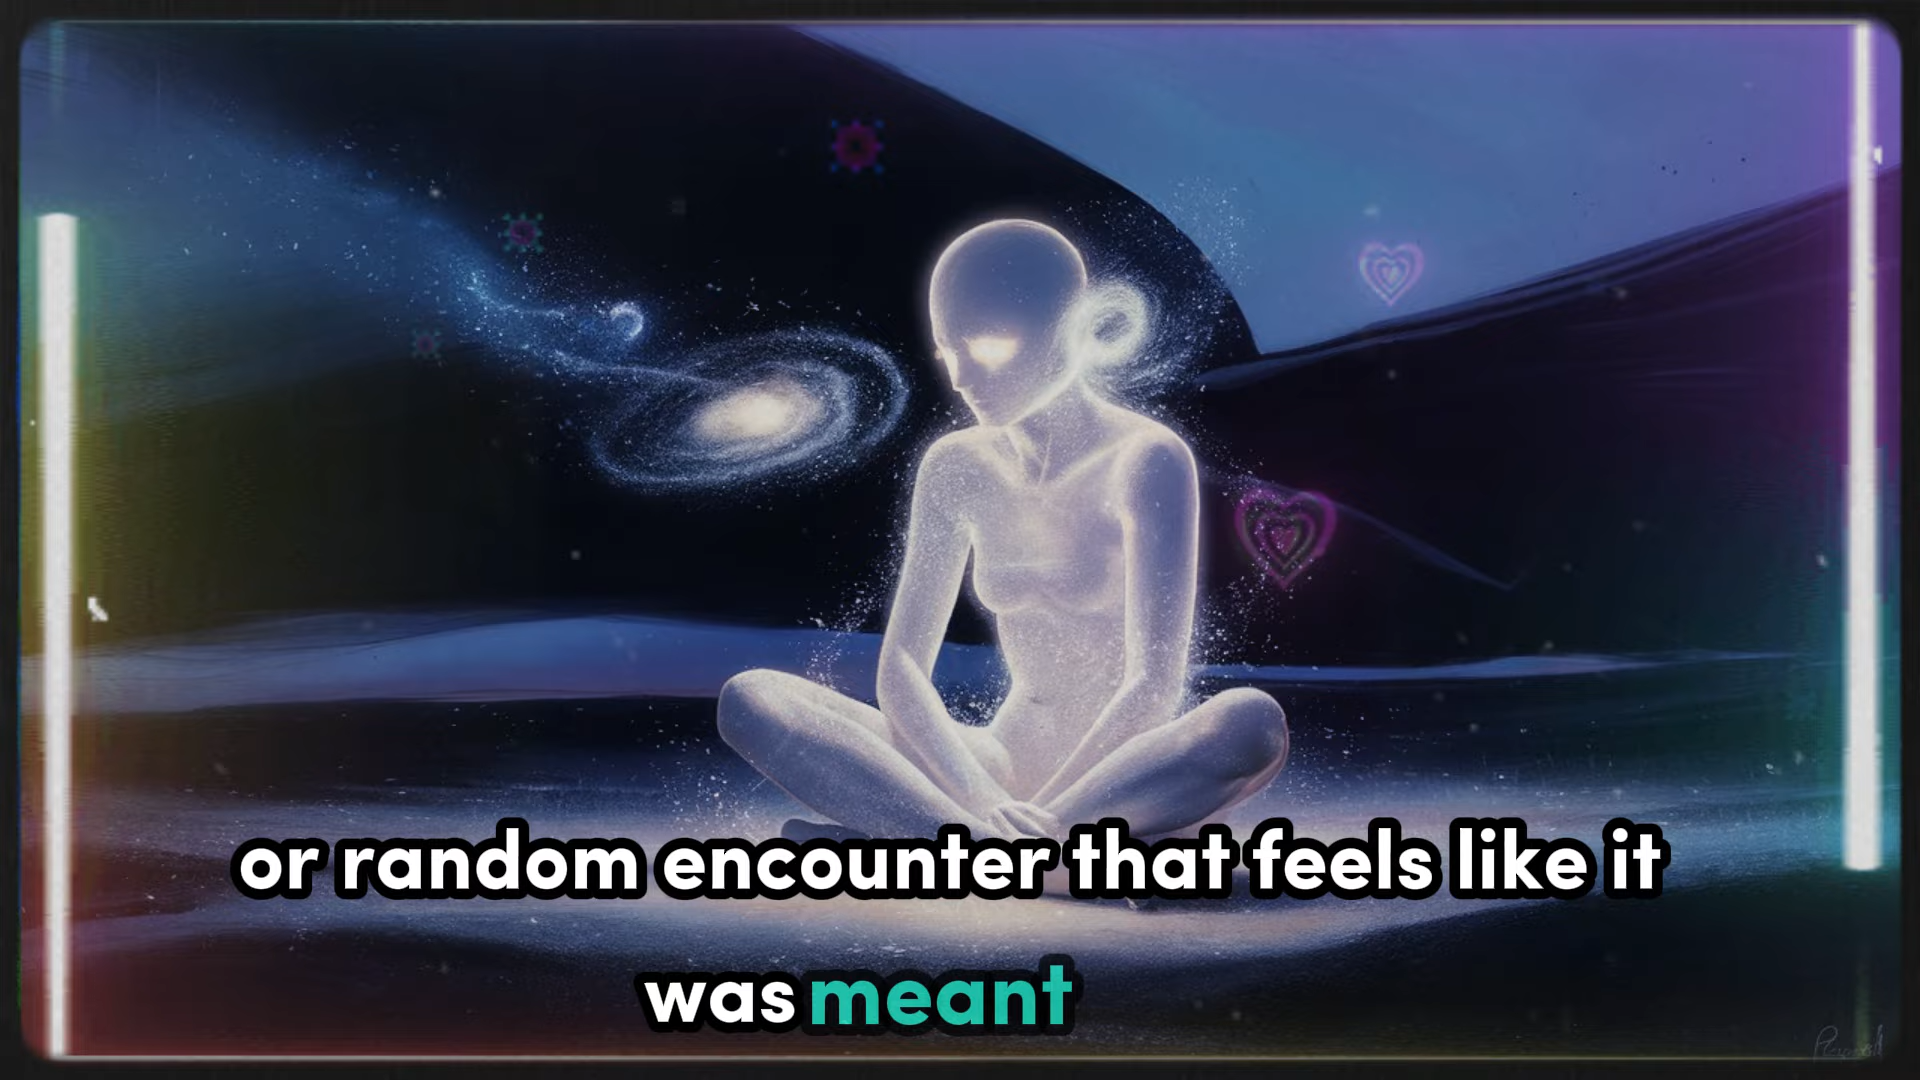 or random encounter that feels like it
was meant